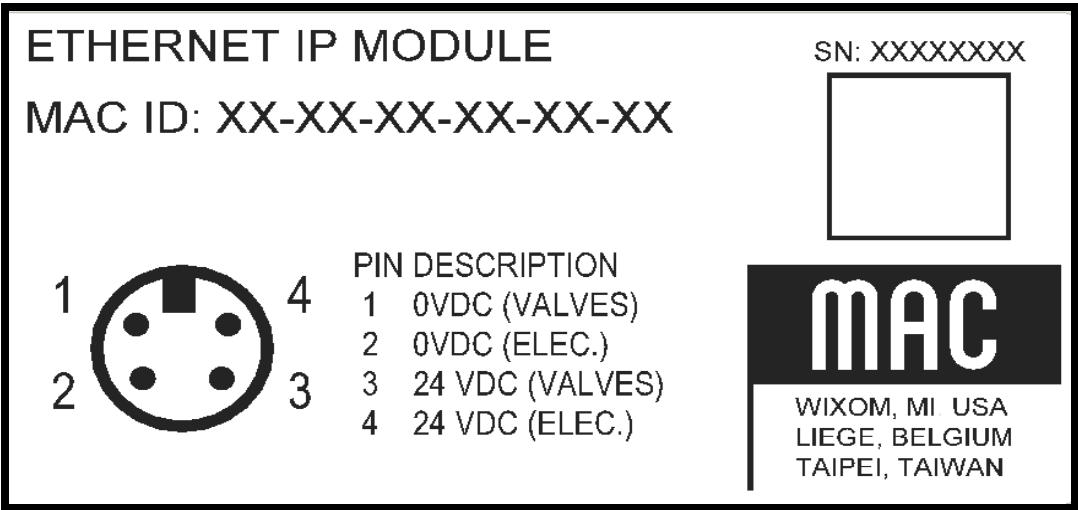 ETHERNET IP MODULE
MAC ID: XX-XX-XX-XX-XX-XX
SN: XXXXXXXX
1
4
2
3
PIN DESCRIPTION
1 0VDC (VALVES)
2 0VDC (ELEC.)
3 24 VDC (VALVES)
4 24 VDC (ELEC.)
MAC
WIXOM, MI USA
LIEGE, BELGIUM
TAIPEI, TAIWAN